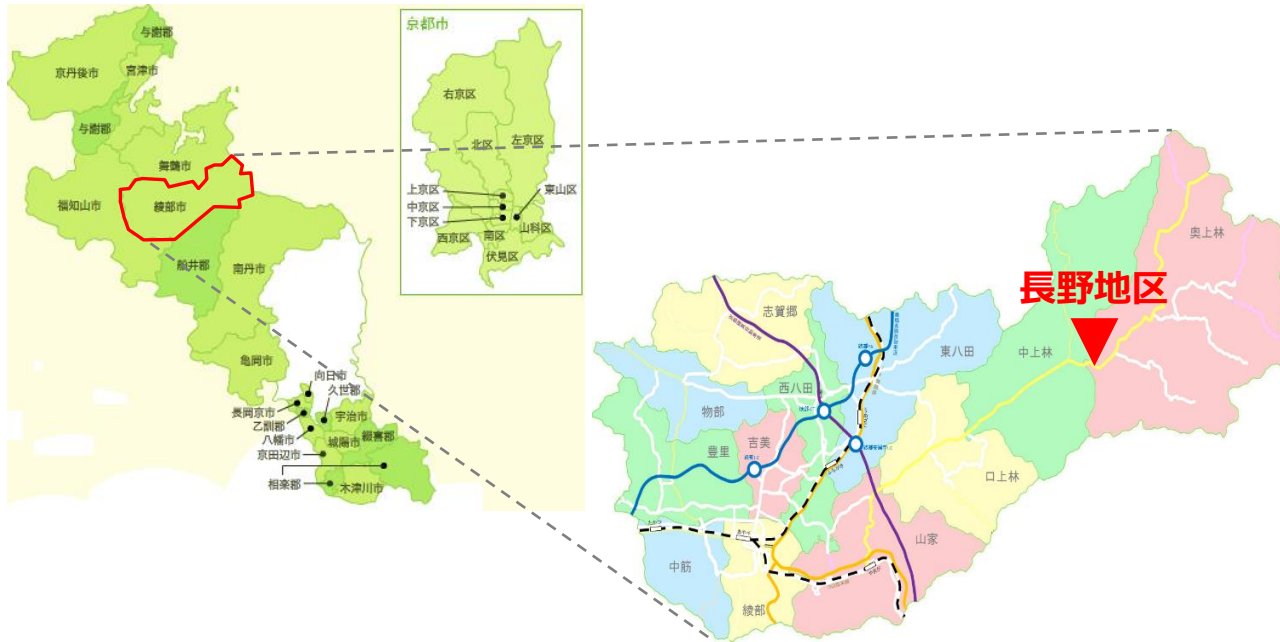 与謝郡
京丹後市
宮津市
与謝郡
舞鶴市
福知山市
綾部市
船井郡
南丹市
亀岡市
向日市
久世郡
長岡京市
乙訓郡
宇治市
八幡市
城陽市
綴喜郡
京田辺市
相楽郡
木津川市
京都市
右京区
北区
左京区
上京区
東山区
中京区
下京区
西京区
南区
山科区
伏見区
長野地区
奥上林
中上林
志賀郷
東八田
西八田
物部
吉美
豊里
口上林
山家
中筋
綾部